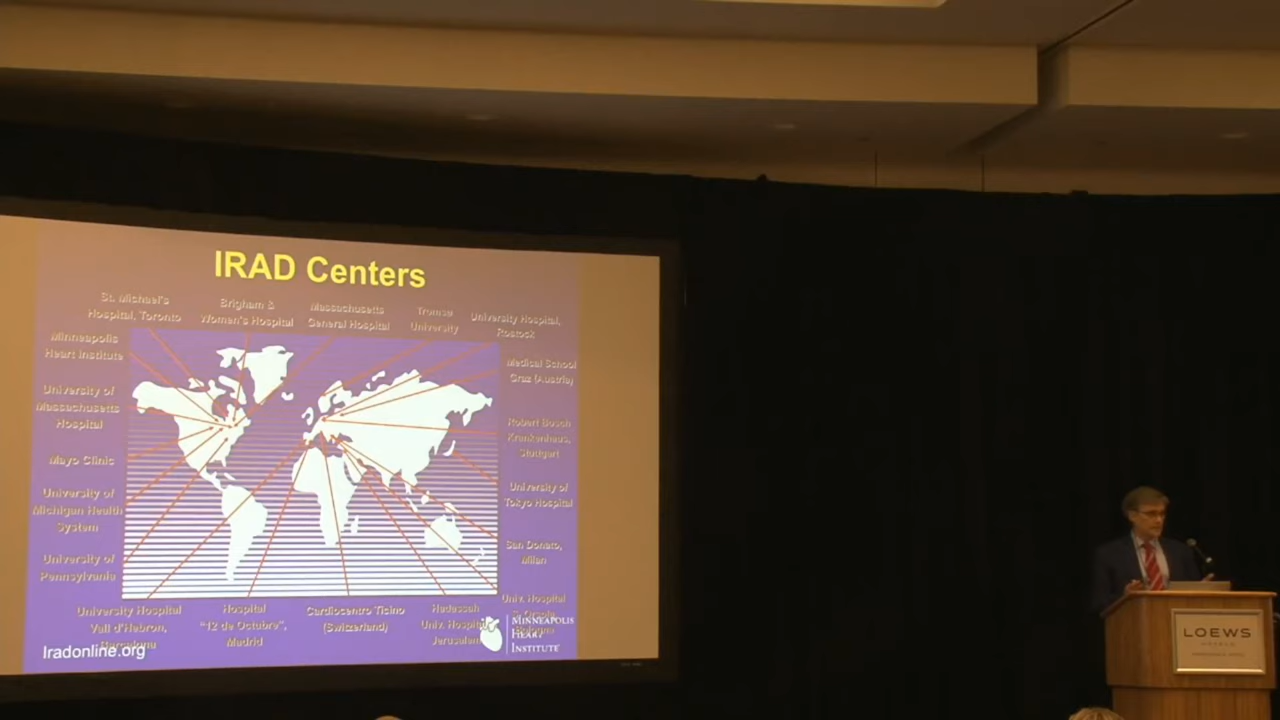 IRAD Centers
St. Michael's
Hospital, Toronto
Brigham &
Women's Hospital
Massachusetts
General Hospital
Tromsø
University
University Hospital,
Rostock
Minneapolis
Heart Institute
University of
Massachusetts
Hospital
Mayo Clinic
University of
Michigan Health
System
University of
Pennsylvania
Medical School
Graz (Austria)
Robert Bosch
Krankenhaus,
Stuttgart
University of
Tokyo Hospital
San Donato,
Milan
Univ. Hospital
University Hospital
Vall d'Hebron,
Barcelona
Hospital
"12 de Octubre",
Madrid
Cardiocentro Ticino
(Switzerland)
Hadassah
Univ. Hospital
Jerusalem
MINNEAPOLIS
HEART
INSTITUTE
Iradonline.org
LOEWS